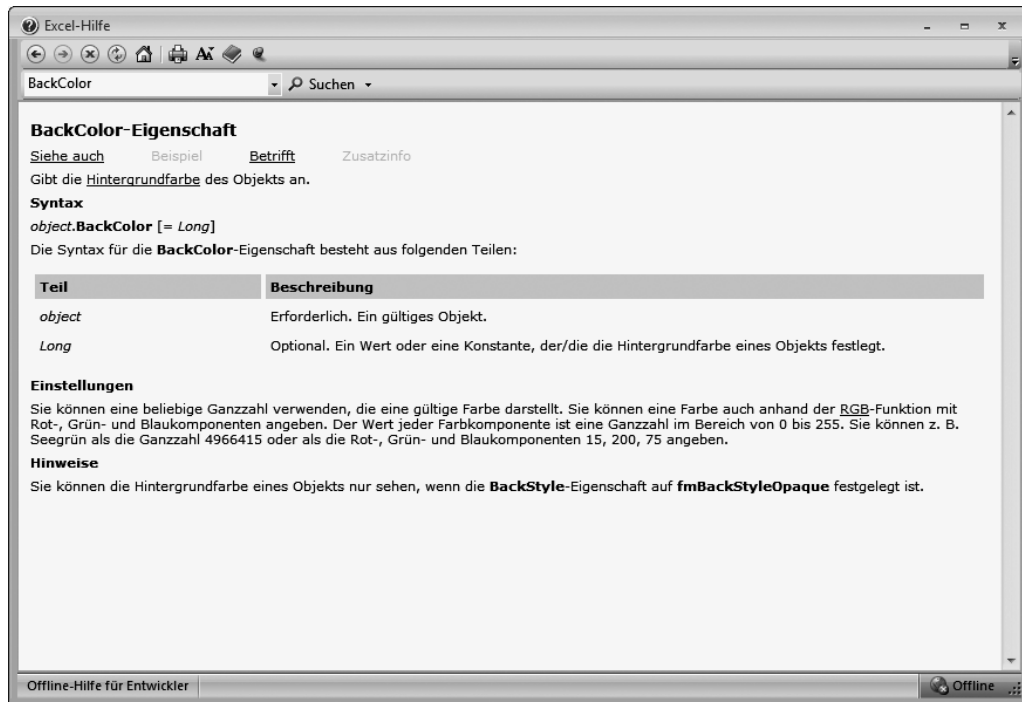 Excel-Hilfe
BackColor
Suchen
BackColor-Eigenschaft
Siehe auch Beispiel Betrifft Zusatzinfo
Gibt die Hintergrundfarbe des Objekts an.
Syntax
object.BackColor [= Long]
Die Syntax für die BackColor-Eigenschaft besteht aus folgenden Teilen:
Teil Beschreibung
object Erforderlich. Ein gültiges Objekt.
Long Optional. Ein Wert oder eine Konstante, der/die die Hintergrundfarbe eines Objekts festlegt.
Einstellungen
Sie können eine beliebige Ganzzahl verwenden, die eine gültige Farbe darstellt. Sie können eine Farbe auch anhand der RGB-Funktion mit
Rot-, Grün- und Blaukomponenten angeben. Der Wert jeder Farbkomponente ist eine Ganzzahl im Bereich von 0 bis 255. Sie können z. B.
Seegrün als die Ganzzahl 4966415 oder als die Rot-, Grün- und Blaukomponenten 15, 200, 75 angeben.
Hinweise
Sie können die Hintergrundfarbe eines Objekts nur sehen, wenn die BackStyle-Eigenschaft auf fmBackStyleOpaque festgelegt ist.
Offline-Hilfe für Entwickler Offline